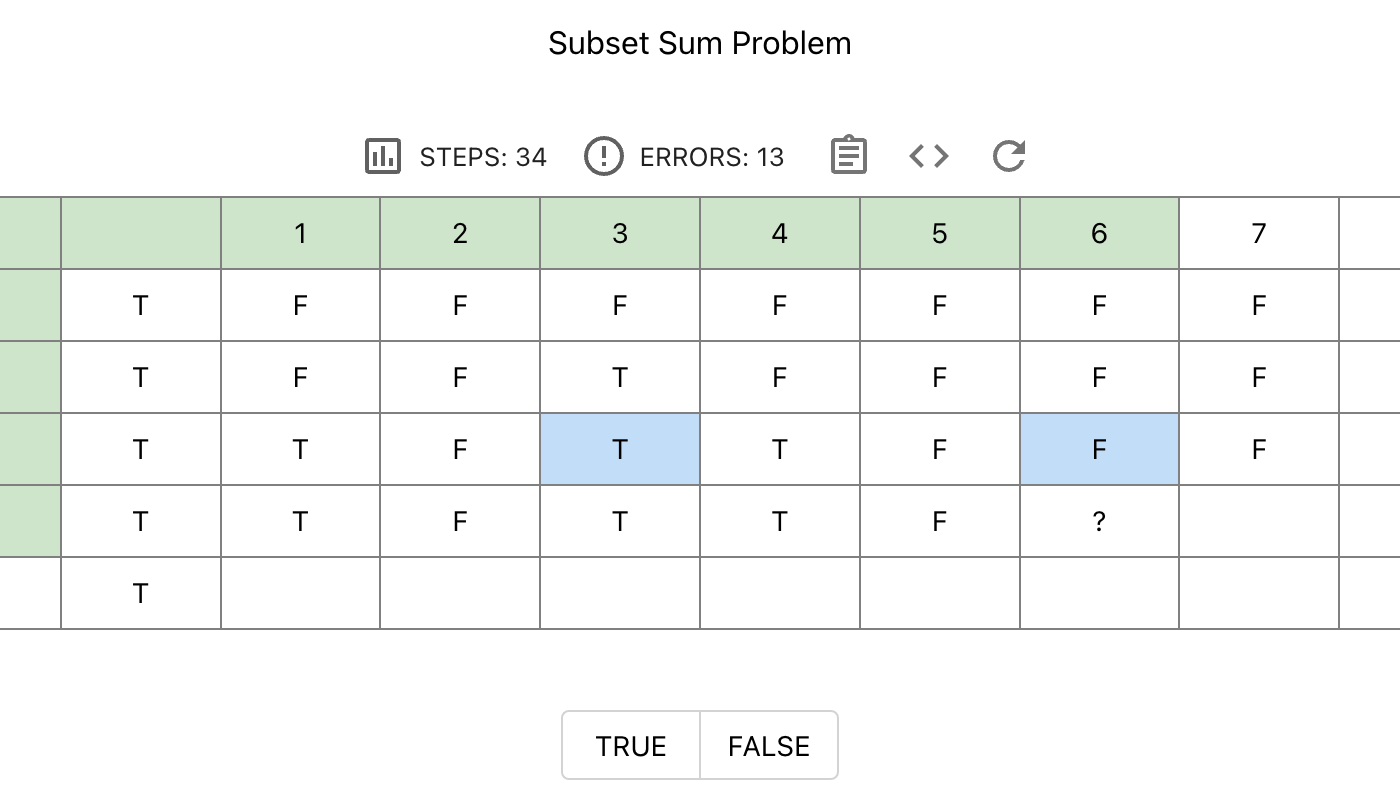 Subset Sum Problem
STEPS: 34 ERRORS: 13
1 2 3 4 5 6 7
T F F F F F F F
T F F T F F F F
T T F T T F F F
T T F T T F ?
T
TRUE FALSE